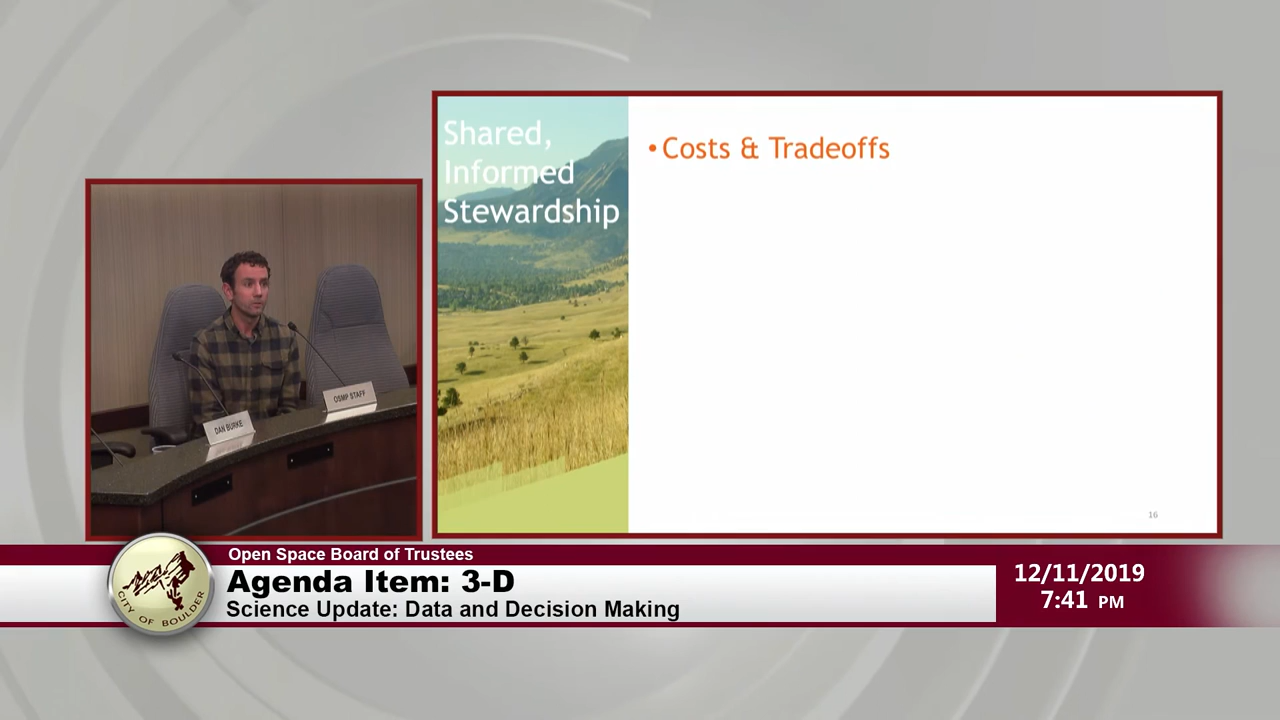 Shared,
Informed
Stewardship
• Costs & Tradeoffs
16
DAN BURKE
OSMP STAFF
Open Space Board of Trustees
Agenda Item: 3-D
Science Update: Data and Decision Making
12/11/2019
7:41 PM
CITY OF BOULDER